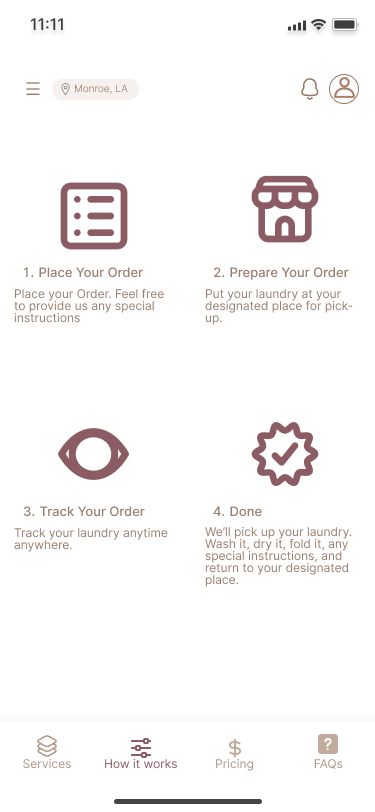 11:11
Monroe, LA
1. Place Your Order
Place your Order. Feel free
to provide us any special
instructions
2. Prepare Your Order
Put your laundry at your
designated place for pick-
up.
3. Track Your Order
Track your laundry anytime
anywhere.
4. Done
We’ll pick up your laundry.
Wash it, dry it, fold it, any
special instructions, and
return to your designated
place.
Services
How it works
$
Pricing
?
FAQs